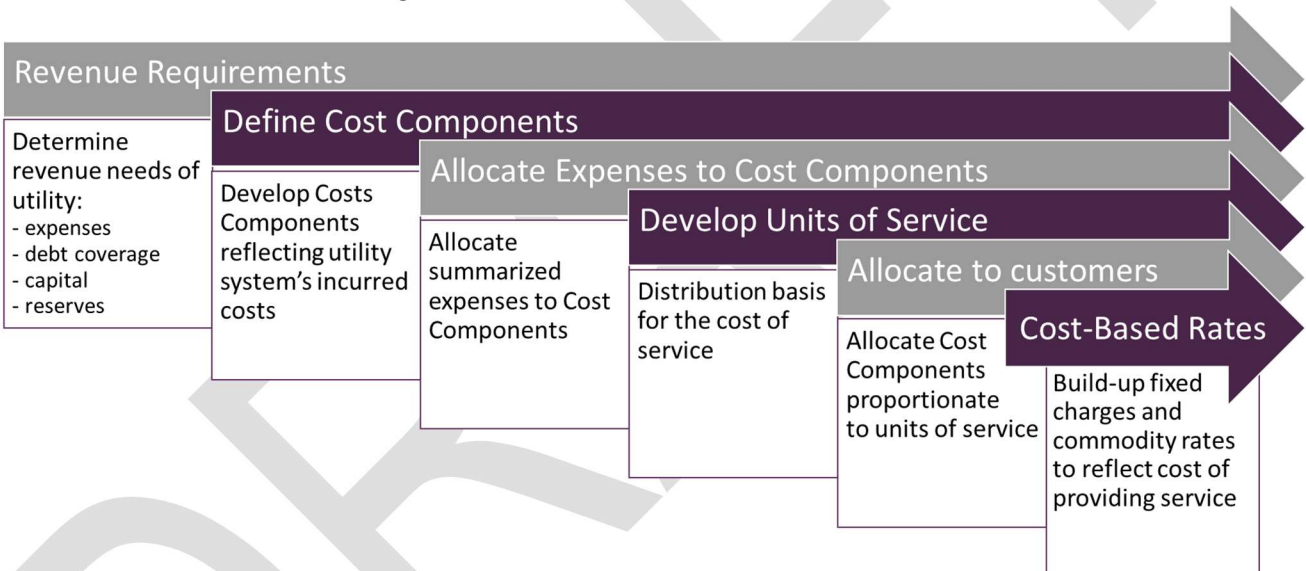 Revenue Requirements
Determine
revenue needs of
utility:
- expenses
- debt coverage
- capital
- reserves
Define Cost Components
Develop Costs
Components
reflecting utility
system's incurred
costs
Allocate Expenses to Cost Components
Allocate
summarized
expenses to Cost
Components
Develop Units of Service
Distribution basis
for the cost of
service
Allocate to customers
Allocate Cost
Components
proportionate
to units of service
Cost-Based Rates
Build-up fixed
charges and
commodity rates
to reflect cost of
providing service